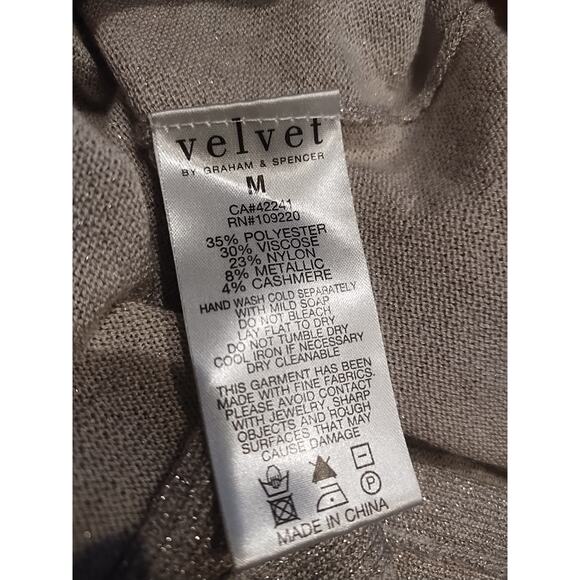 velvet
BY GRAHAM & SPENCER
M
CA#42241
RN#109220
35% POLYESTER
30% VISCOSE
23% NYLON
8% METALLIC
4% CASHMERE
HAND WASH COLD SEPARATELY
WITH MILD SOAP
DO NOT BLEACH
LAY FLAT TO DRY
DO NOT TUMBLE DRY
COOL IRON IF NECESSARY
DRY CLEANABLE
THIS GARMENT HAS BEEN
MADE WITH FINE FABRICS.
PLEASE AVOID CONTACT
WITH JEWELRY, SHARP
OBJECTS AND ROUGH
SURFACES THAT MAY
CAUSE DAMAGE
P
MADE IN CHINA